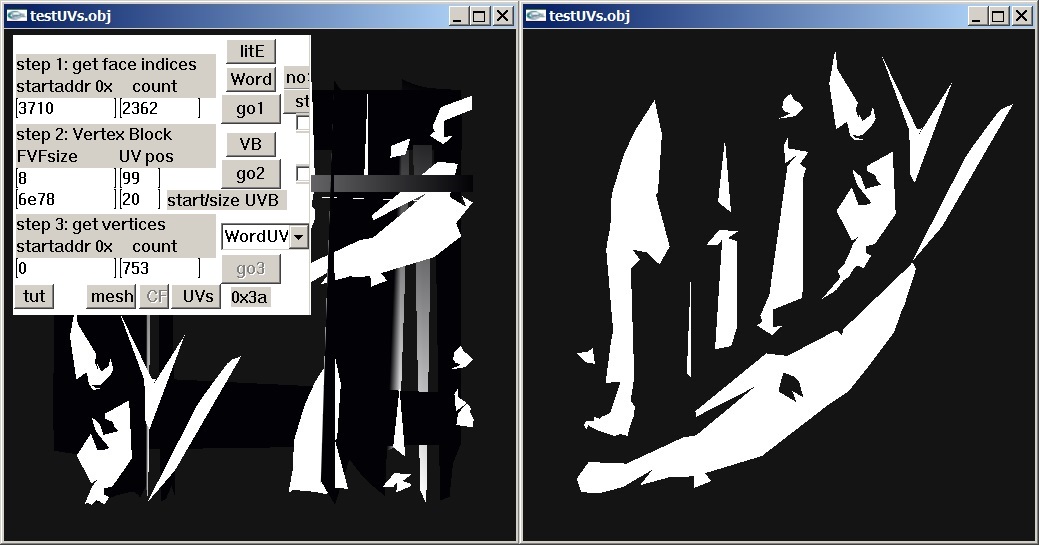 testUVs.obj
testUVs.obj
litE
step 1: get face indices
Word
no
startaddr 0x count
3710 2362
go1
st
step 2: Vertex Block
VB
FVFsize UV pos
8 99
go2
6e78 20 start/size UVB
step 3: get vertices
startaddr 0x count
WordUV
0 753
go3
tut mesh CF UVs 0x3a